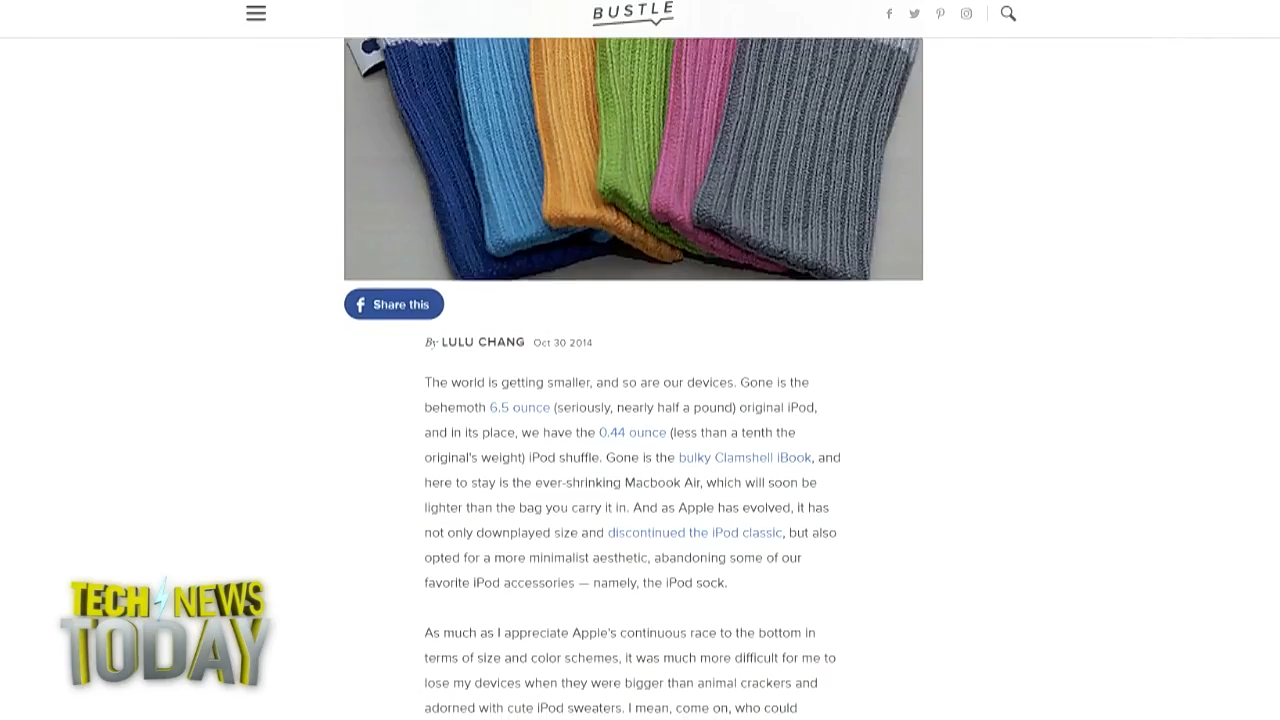 BUSTLE
Share this
By LULU CHANG Oct 30 2014
The world is getting smaller, and so are our devices. Gone is the
behemoth 6.5 ounce (seriously, nearly half a pound) original iPod,
and in its place, we have the 0.44 ounce (less than a tenth the
original's weight) iPod shuffle. Gone is the bulky Clamshell iBook, and
here to stay is the ever-shrinking Macbook Air, which will soon be
lighter than the bag you carry it in. And as Apple has evolved, it has
not only downplayed size and discontinued the iPod classic, but also
opted for a more minimalist aesthetic, abandoning some of our
favorite iPod accessories — namely, the iPod sock.
As much as I appreciate Apple's continuous race to the bottom in
terms of size and color schemes, it was much more difficult for me to
lose my devices when they were bigger than animal crackers and
adorned with cute iPod sweaters. I mean, come on, who could
TECH NEWS
TODAY